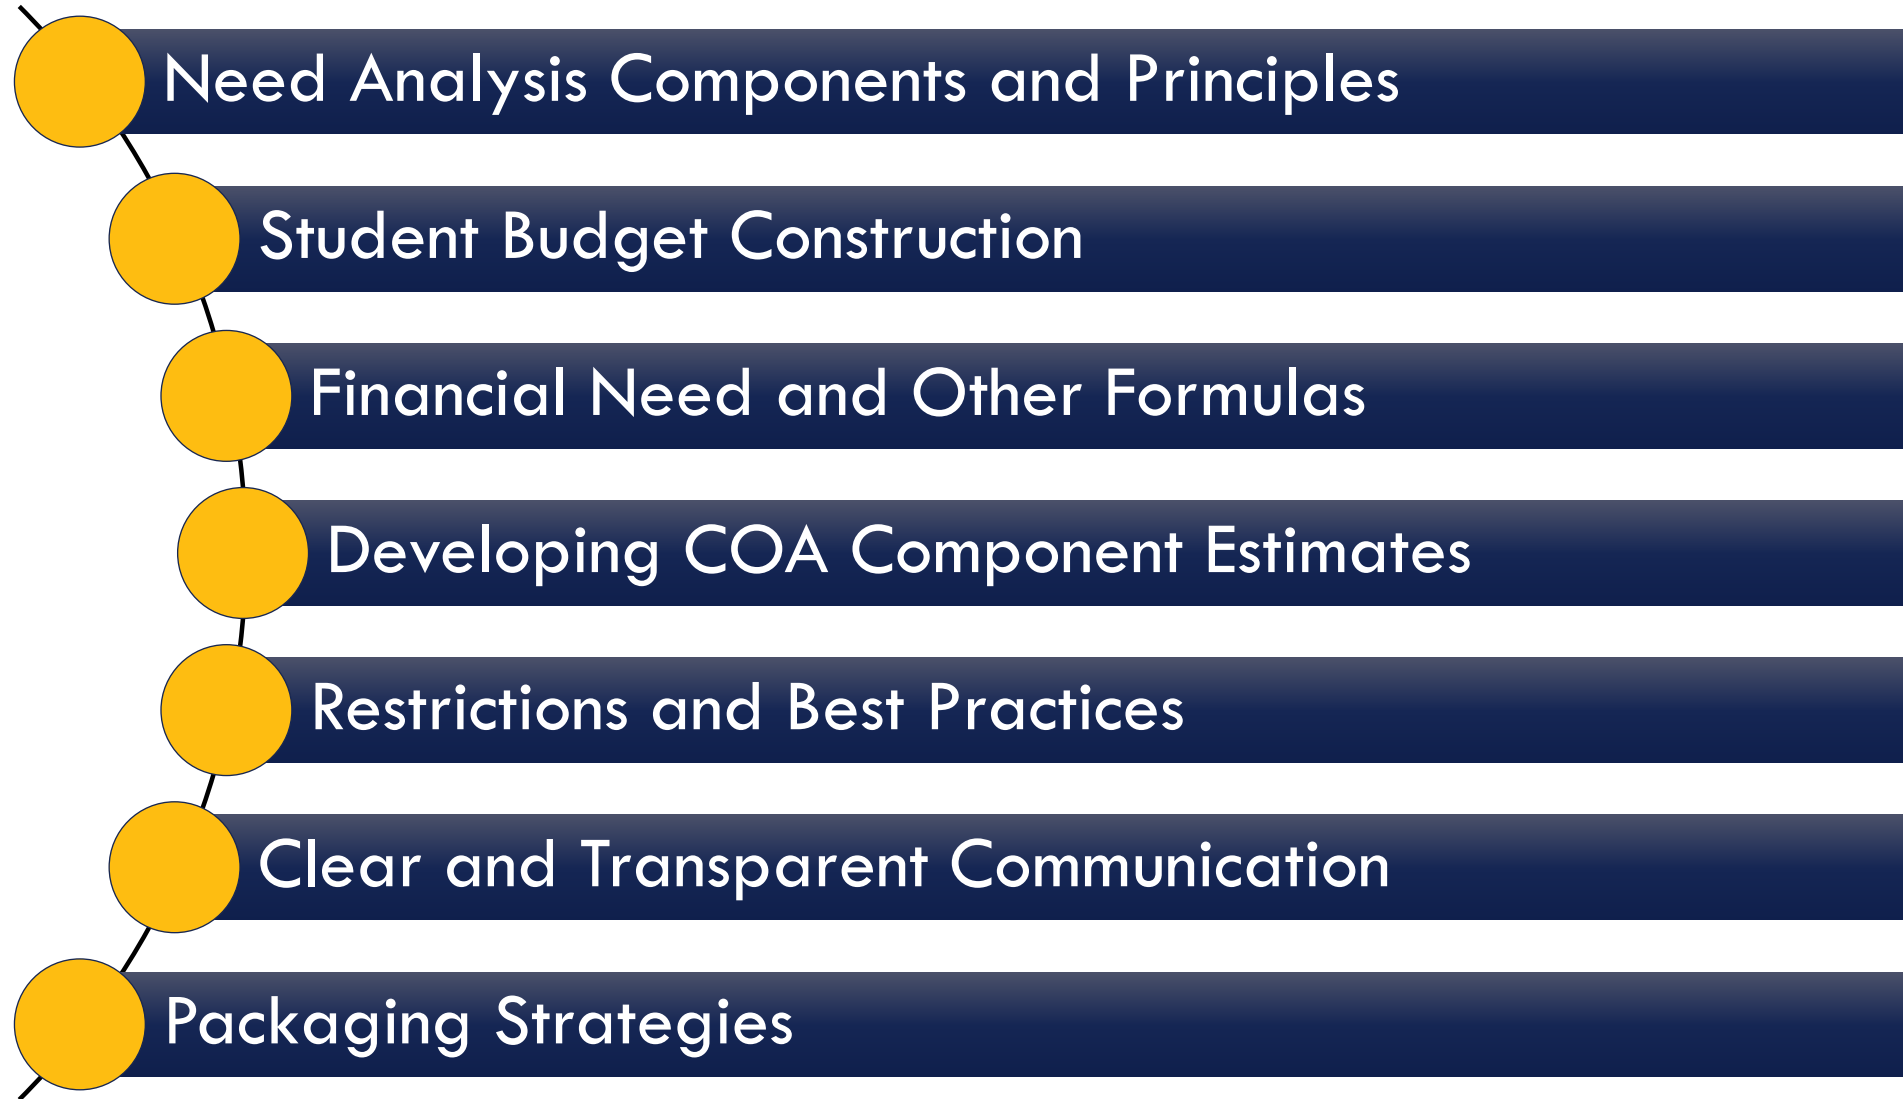 Need Analysis Components and Principles
Student Budget Construction
Financial Need and Other Formulas
Developing COA Component Estimates
Restrictions and Best Practices
Clear and Transparent Communication
Packaging Strategies